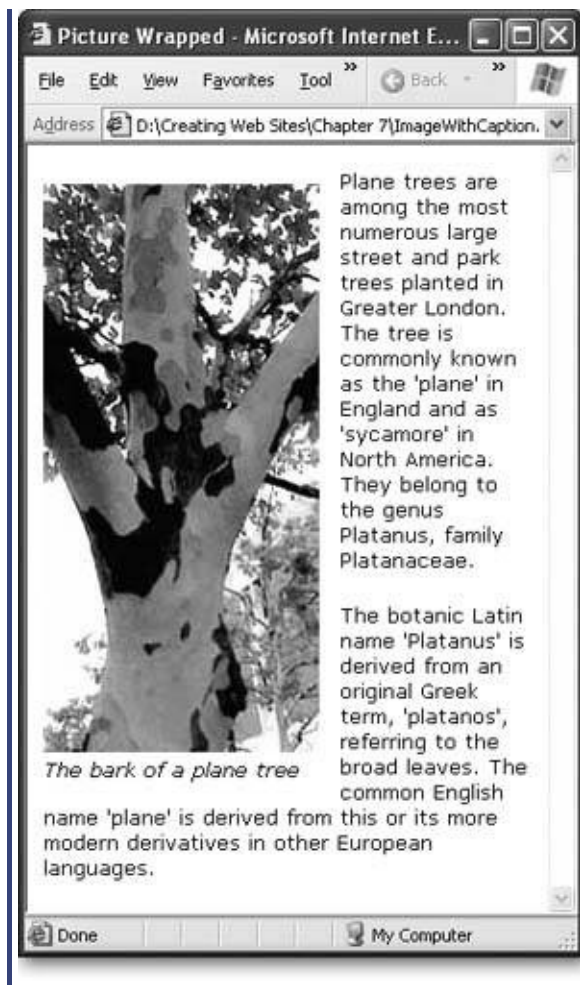 Picture Wrapped - Microsoft Internet E...
File Edit View Favorites Tool » Back »
Address D:\Creating Web Sites\Chapter 7\ImageWithCaption.
Plane trees are
among the most
numerous large
street and park
trees planted in
Greater London.
The tree is
commonly known
as the 'plane' in
England and as
'sycamore' in
North America.
They belong to
the genus
Platanus, family
Platanaceae.
The botanic Latin
name 'Platanus' is
derived from an
original Greek
term, 'platanos',
referring to the
broad leaves. The
common English
name 'plane' is derived from this or its more
modern derivatives in other European
languages.
The bark of a plane tree
Done My Computer